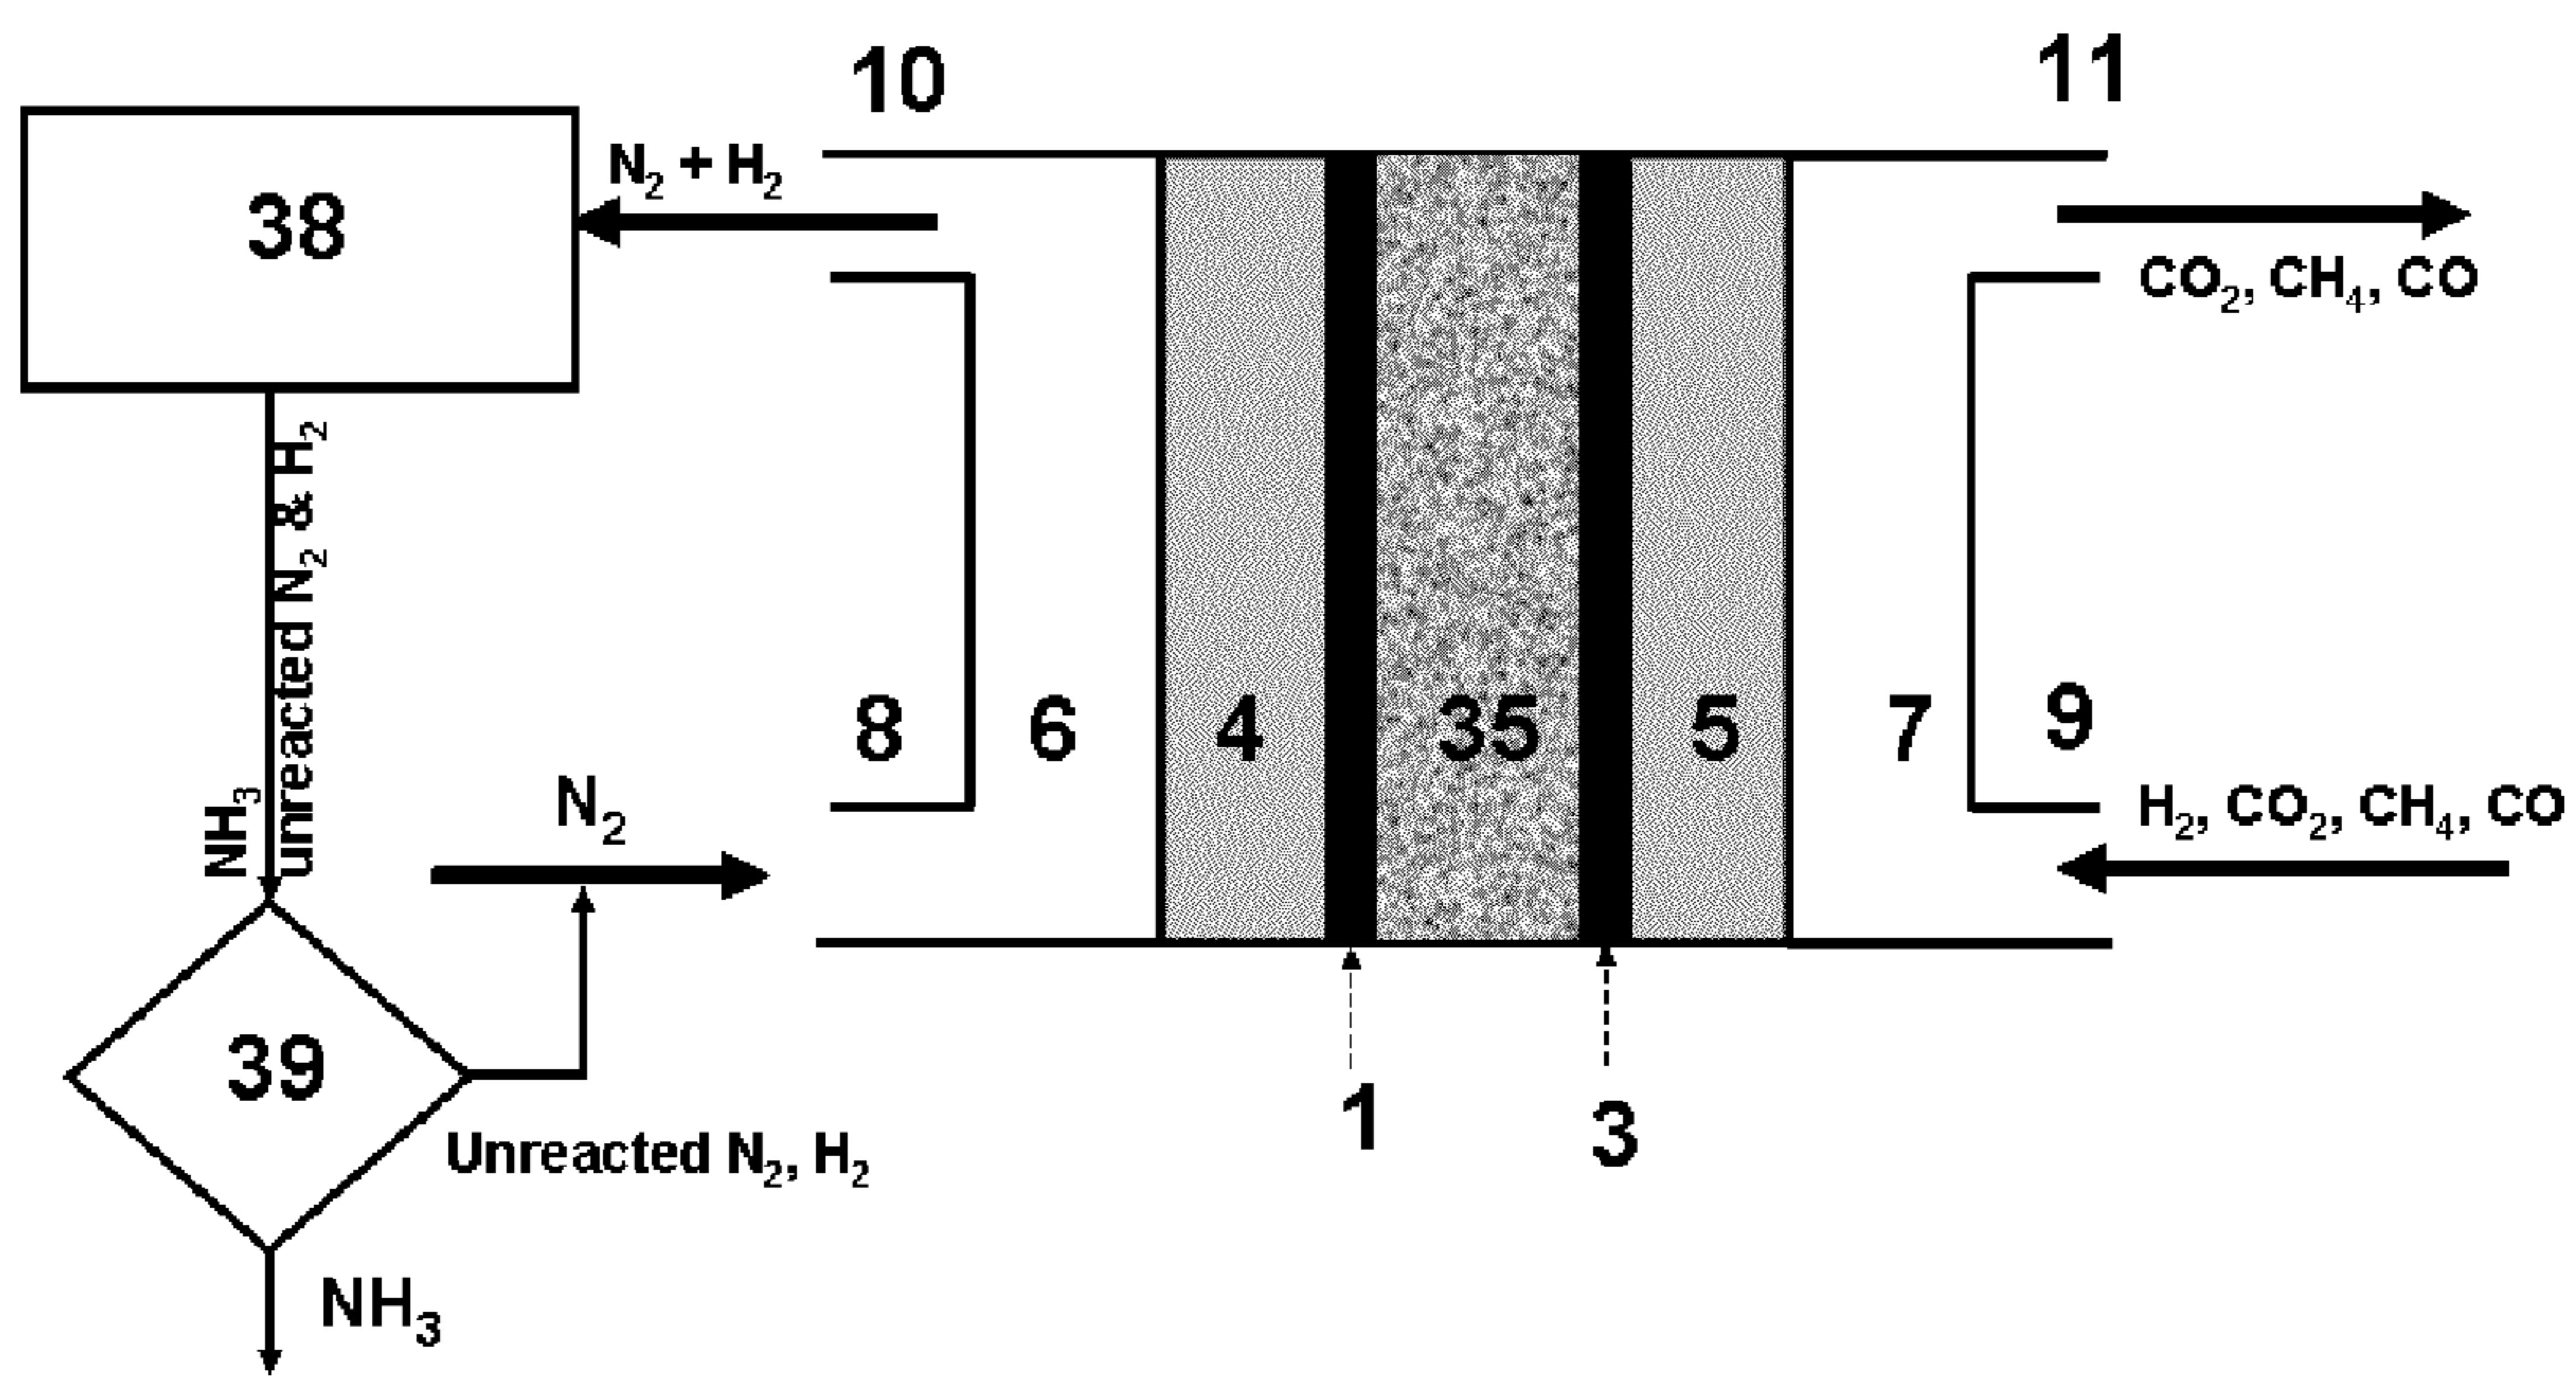 10
11
N₂ + H₂
38
CO₂, CH₄, CO
NH₃
unreacted N₂ & H₂
8
6
4
35
5
7
9
N₂
H₂, CO₂, CH₄, CO
39
1
3
Unreacted N₂, H₂
NH₃